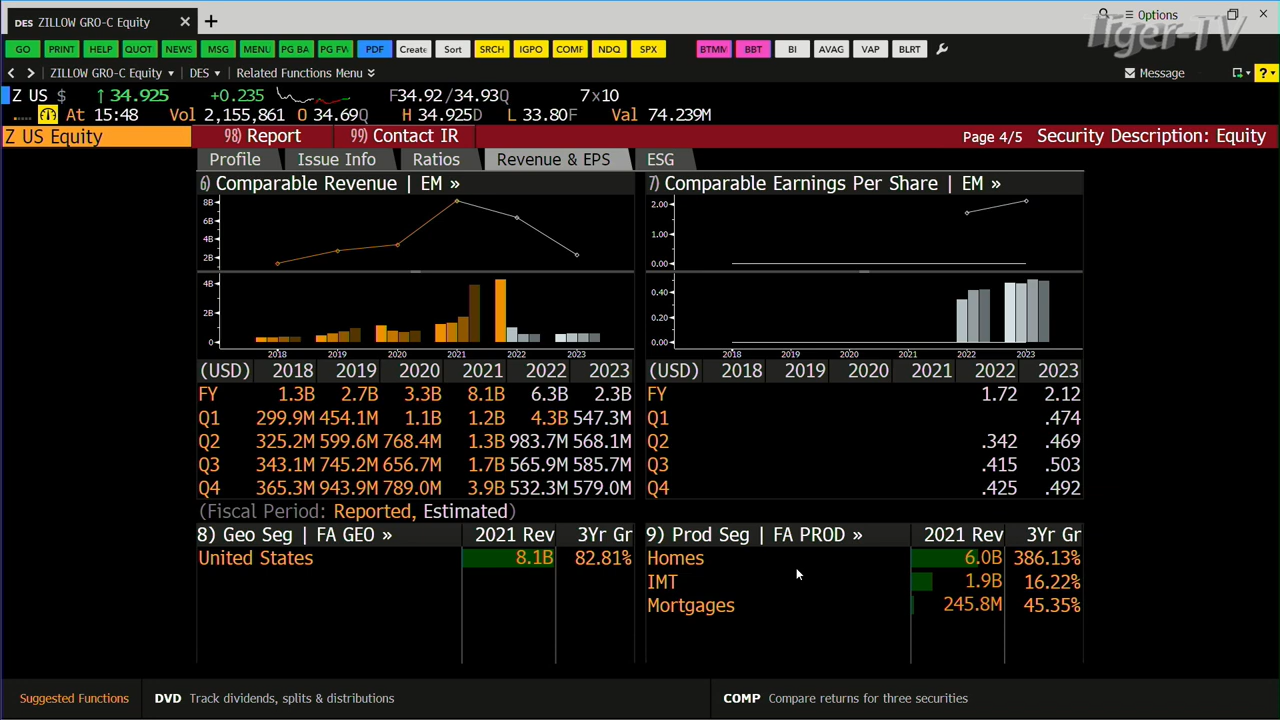 DES ZILLOW GRO-C Equity × +
Options
Tiger-TV
GO PRINT HELP QUOT NEWS MSG MENU PG BA PG FW PDF Create Sort SRCH IGPO COMF NDQ SPX BTMM BBT BI AVAG VAP BLRT
< > ZILLOW GRO-C Equity ▾ DES ▾ Related Functions Menu Message ?
Z US $ ↑ 34.925 +0.235 F34.92 / 34.93Q 7 x 10
At 15:48 Vol 2,155,861 O 34.69Q H 34.925D L 33.80F Val 74.239M
Z US Equity 98) Report 99) Contact IR Page 4/5 Security Description: Equity
Profile Issue Info Ratios Revenue & EPS ESG
6) Comparable Revenue | EM »
8B
6B
4B
2B
4B
2B
0
2018 2019 2020 2021 2022 2023
(USD) 2018 2019 2020 2021 2022 2023
FY 1.3B 2.7B 3.3B 8.1B 6.3B 2.3B
Q1 299.9M 454.1M 1.1B 1.2B 4.3B 547.3M
Q2 325.2M 599.6M 768.4M 1.3B 983.7M 568.1M
Q3 343.1M 745.2M 656.7M 1.7B 565.9M 585.7M
Q4 365.3M 943.9M 789.0M 3.9B 532.3M 579.0M
7) Comparable Earnings Per Share | EM »
2.00
1.00
0.00
0.40
0.20
0.00
2018 2019 2020 2021 2022 2023
(USD) 2018 2019 2020 2021 2022 2023
FY 1.72 2.12
Q1 .474
Q2 .342 .469
Q3 .415 .503
Q4 .425 .492
(Fiscal Period: Reported, Estimated)
8) Geo Seg | FA GEO » 2021 Rev 3Yr Gr
United States 8.1B 82.81%
9) Prod Seg | FA PROD » 2021 Rev 3Yr Gr
Homes 6.0B 386.13%
IMT 1.9B 16.22%
Mortgages 245.8M 45.35%
Suggested Functions DVD Track dividends, splits & distributions COMP Compare returns for three securities